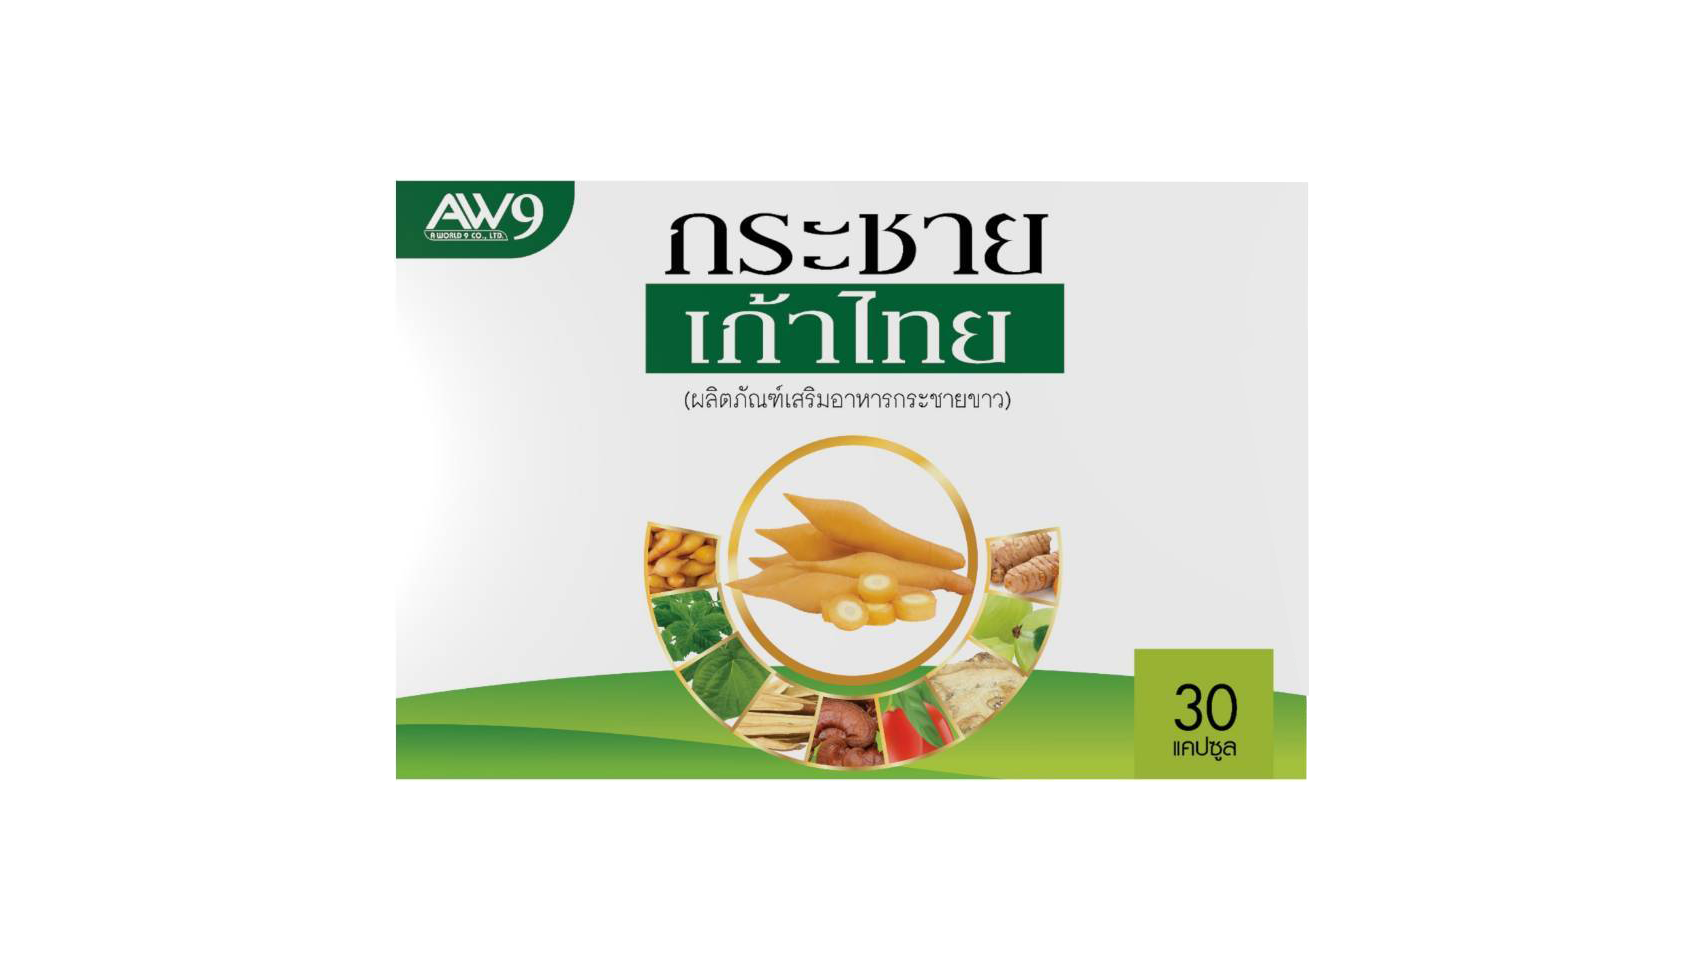 AW9
A WORLD 9 CO., LTD.
กระชาย
เก้าไทย
(ผลิตภัณฑ์เสริมอาหารกระชายขาว)
30
แคปซูล